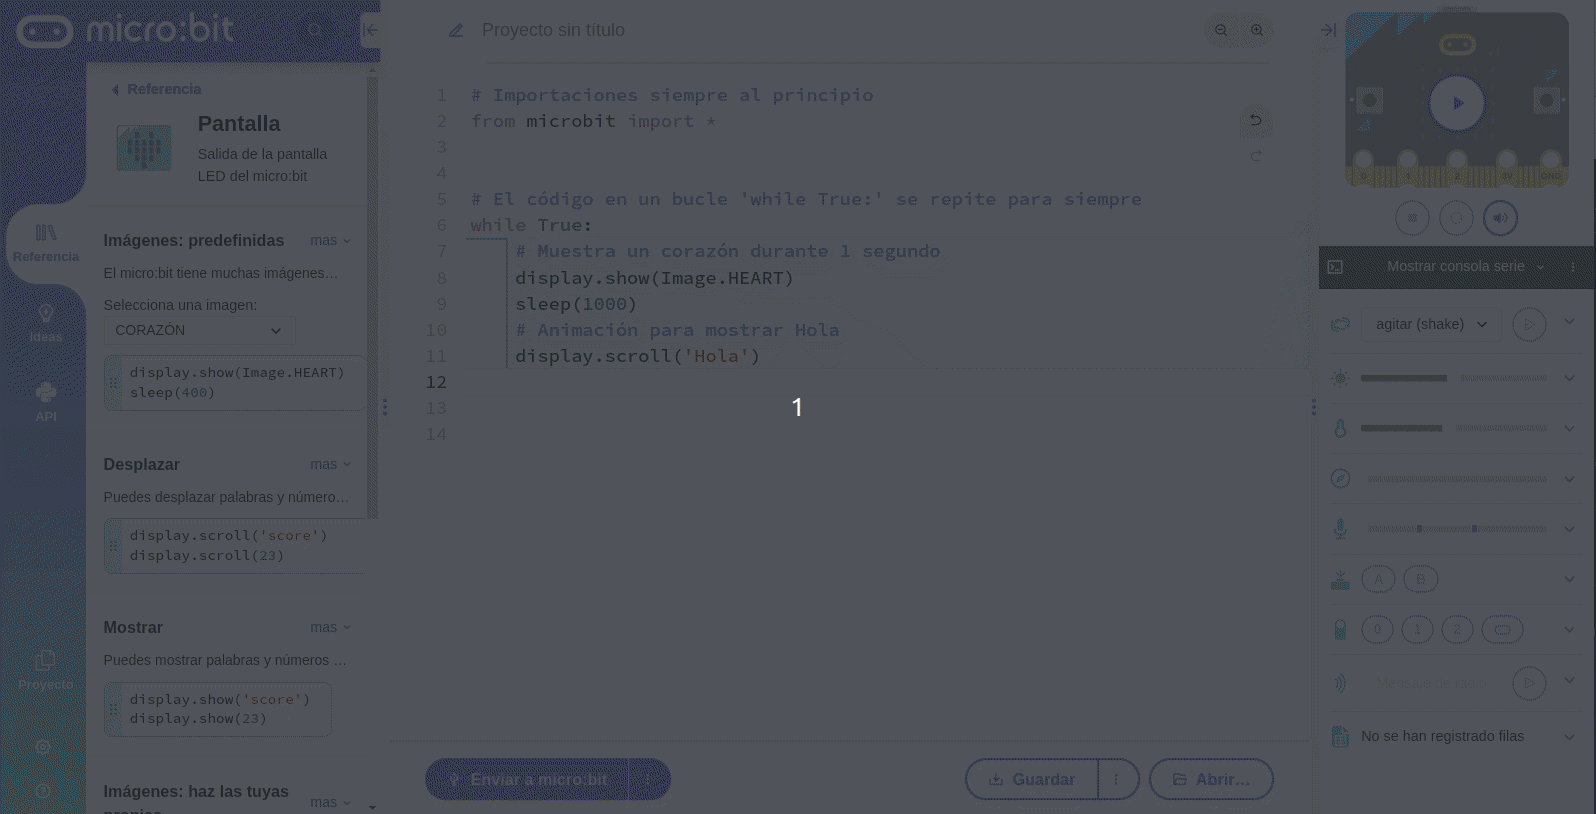 micro:bit
Referencia
Pantalla
Salida de la pantalla
LED del micro:bit
Referencia
Ideas
API
Proyecto
Imágenes: predefinidas mas
El micro:bit tiene muchas imágenes…
Selecciona una imagen:
CORAZÓN
display.show(Image.HEART)
sleep(400)
Desplazar mas
Puedes desplazar palabras y número…
display.scroll('score')
display.scroll(23)
Mostrar mas
Puedes mostrar palabras y números …
display.show('score')
display.show(23)
Imágenes: haz las tuyas mas
Proyecto sin título
1 # Importaciones siempre al principio
2 from microbit import *
3
4
5 # El código en un bucle 'while True:' se repite para siempre
6 while True:
7 # Muestra un corazón durante 1 segundo
8 display.show(Image.HEART)
9 sleep(1000)
10 # Animación para mostrar Hola
11 display.scroll('Hola')
12
13
14
1
Enviar a micro:bit
Guardar
Abrir...
0 1 2 3V GND
Mostrar consola serie
agitar (shake)
A B
0 1 2
No se han registrado filas